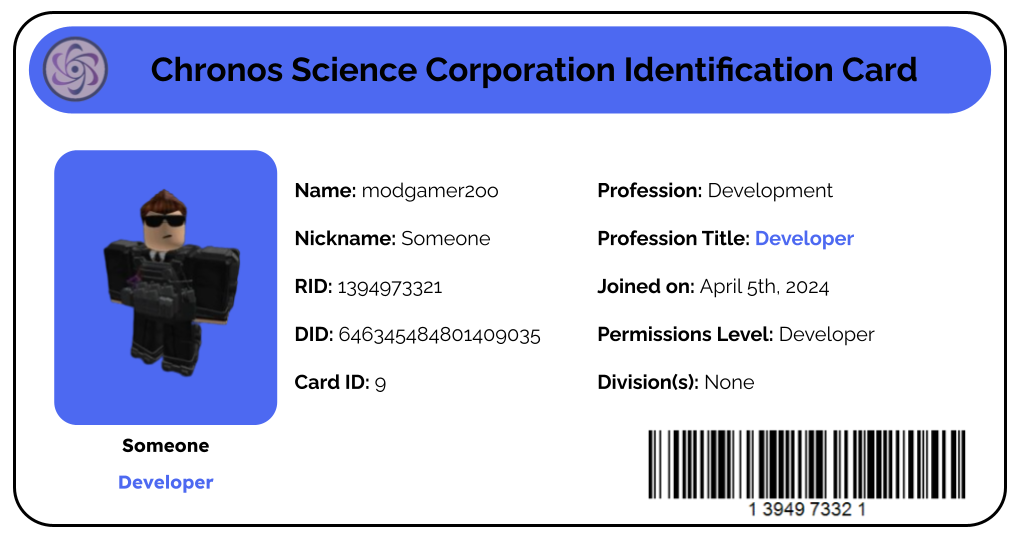 Chronos Science Corporation Identification Card
Name: modgamer2oo
Nickname: Someone
RID: 1394973321
DID: 646345484801409035
Card ID: 9
Profession: Development
Profession Title: Developer
Joined on: April 5th, 2024
Permissions Level: Developer
Division(s): None
Someone
Developer
1 3949 7332 1